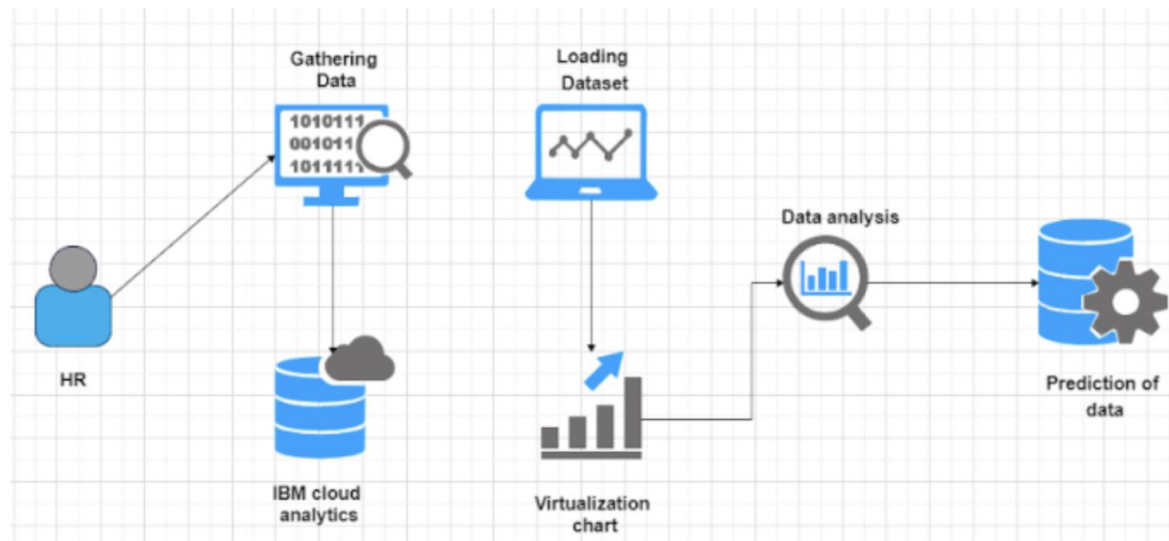 Gathering
Data
1010111
001011
1011111
Loading
Dataset
Data analysis
HR
IBM cloud
analytics
Virtualization
chart
Prediction of
data